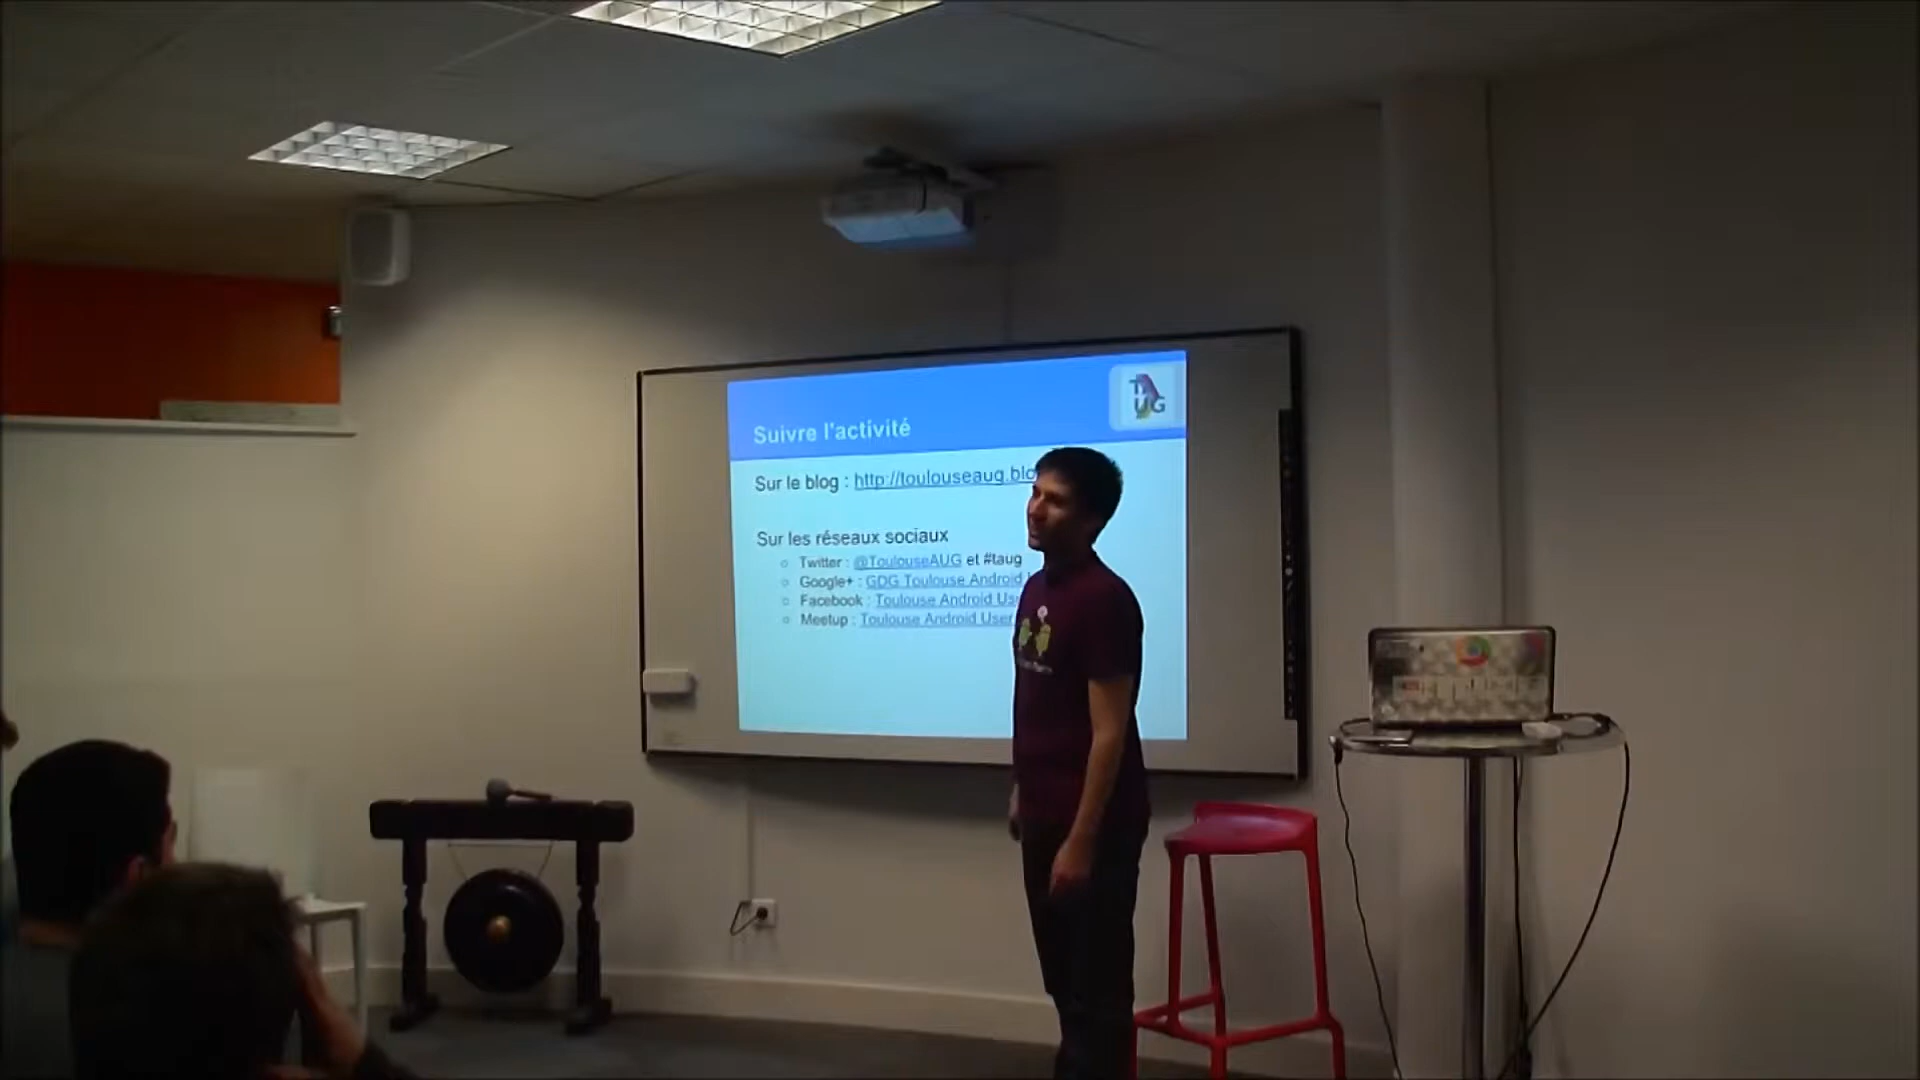 TAUG
Suivre l'activité
Sur le blog : http://toulouseaug.blo
Sur les réseaux sociaux
Twitter : @ToulouseAUG et #taug
Google+ : GDG Toulouse Android
Facebook : Toulouse Android Us
Meetup : Toulouse Android User